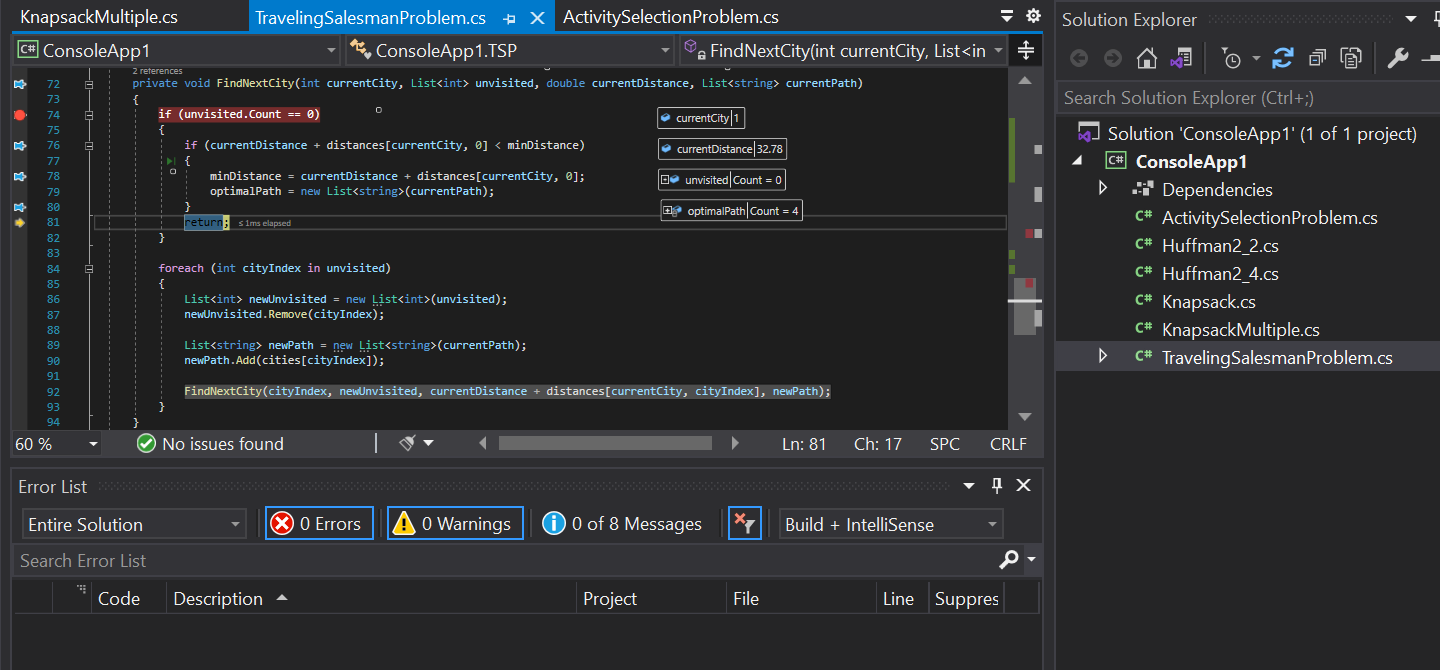 KnapsackMultiple.cs
TravelingSalesmanProblem.cs
ActivitySelectionProblem.cs
C# ConsoleApp1
ConsoleApp1.TSP
FindNextCity(int currentCity, List<in
2 references
72 private void FindNextCity(int currentCity, List<int> unvisited, double currentDistance, List<string> currentPath)
73 {
74 if (unvisited.Count == 0)
currentCity 1
75 {
76 if (currentDistance + distances[currentCity, 0] < minDistance)
currentDistance 32.78
77 {
78 minDistance = currentDistance + distances[currentCity, 0];
unvisited Count = 0
79 optimalPath = new List<string>(currentPath);
80 }
optimalPath Count = 4
81 return; ≤ 1ms elapsed
82 }
83
84 foreach (int cityIndex in unvisited)
85 {
86 List<int> newUnvisited = new List<int>(unvisited);
87 newUnvisited.Remove(cityIndex);
88
89 List<string> newPath = new List<string>(currentPath);
90 newPath.Add(cities[cityIndex]);
91
92 FindNextCity(cityIndex, newUnvisited, currentDistance + distances[currentCity, cityIndex], newPath);
93 }
94 }
60 %
No issues found
Ln: 81 Ch: 17 SPC CRLF
Error List
Entire Solution
0 Errors
0 Warnings
0 of 8 Messages
Build + IntelliSense
Search Error List
Code Description Project File Line Suppres
Solution Explorer
Search Solution Explorer (Ctrl+;)
Solution 'ConsoleApp1' (1 of 1 project)
C# ConsoleApp1
Dependencies
C# ActivitySelectionProblem.cs
C# Huffman2_2.cs
C# Huffman2_4.cs
C# Knapsack.cs
C# KnapsackMultiple.cs
C# TravelingSalesmanProblem.cs